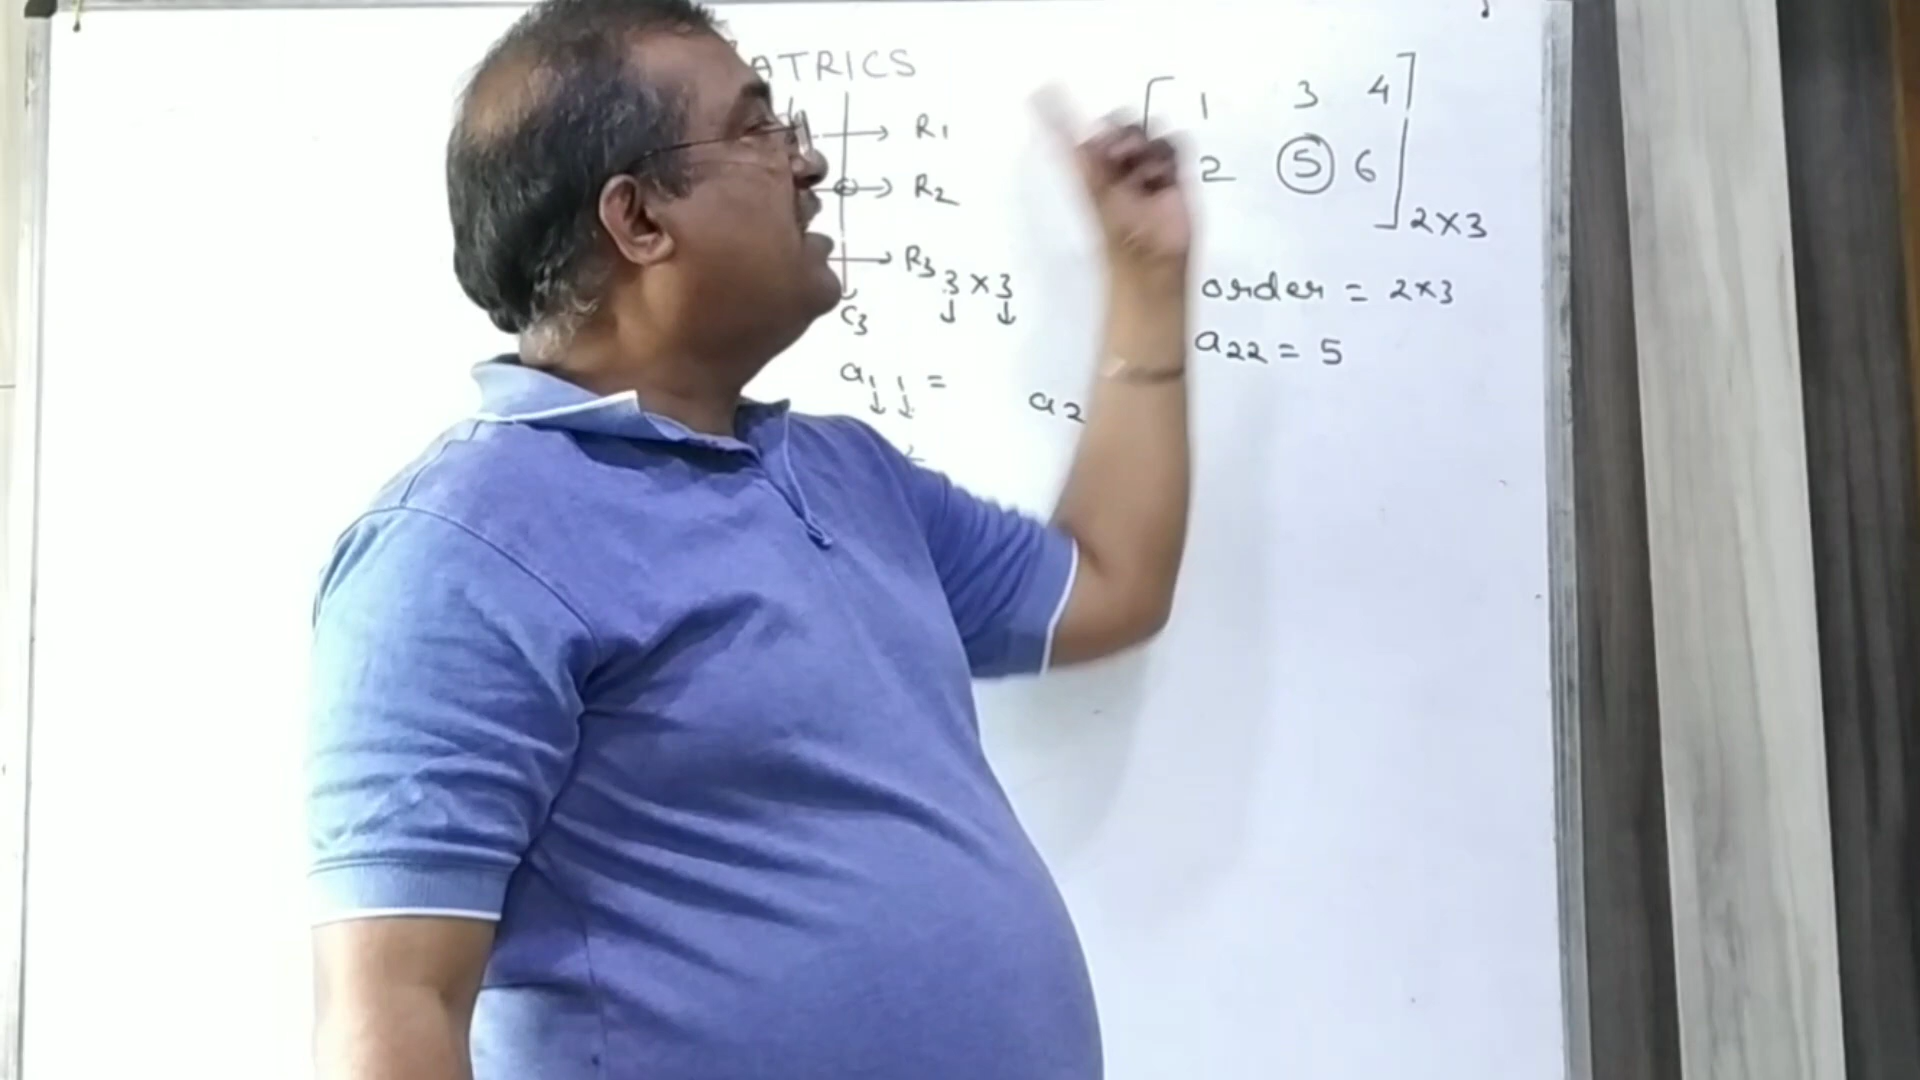 ATRICS
R1
R2
R3 3 × 3
C3
a11 =
a2
1 3 4
2 5 6
2×3
order = 2×3
a22 = 5